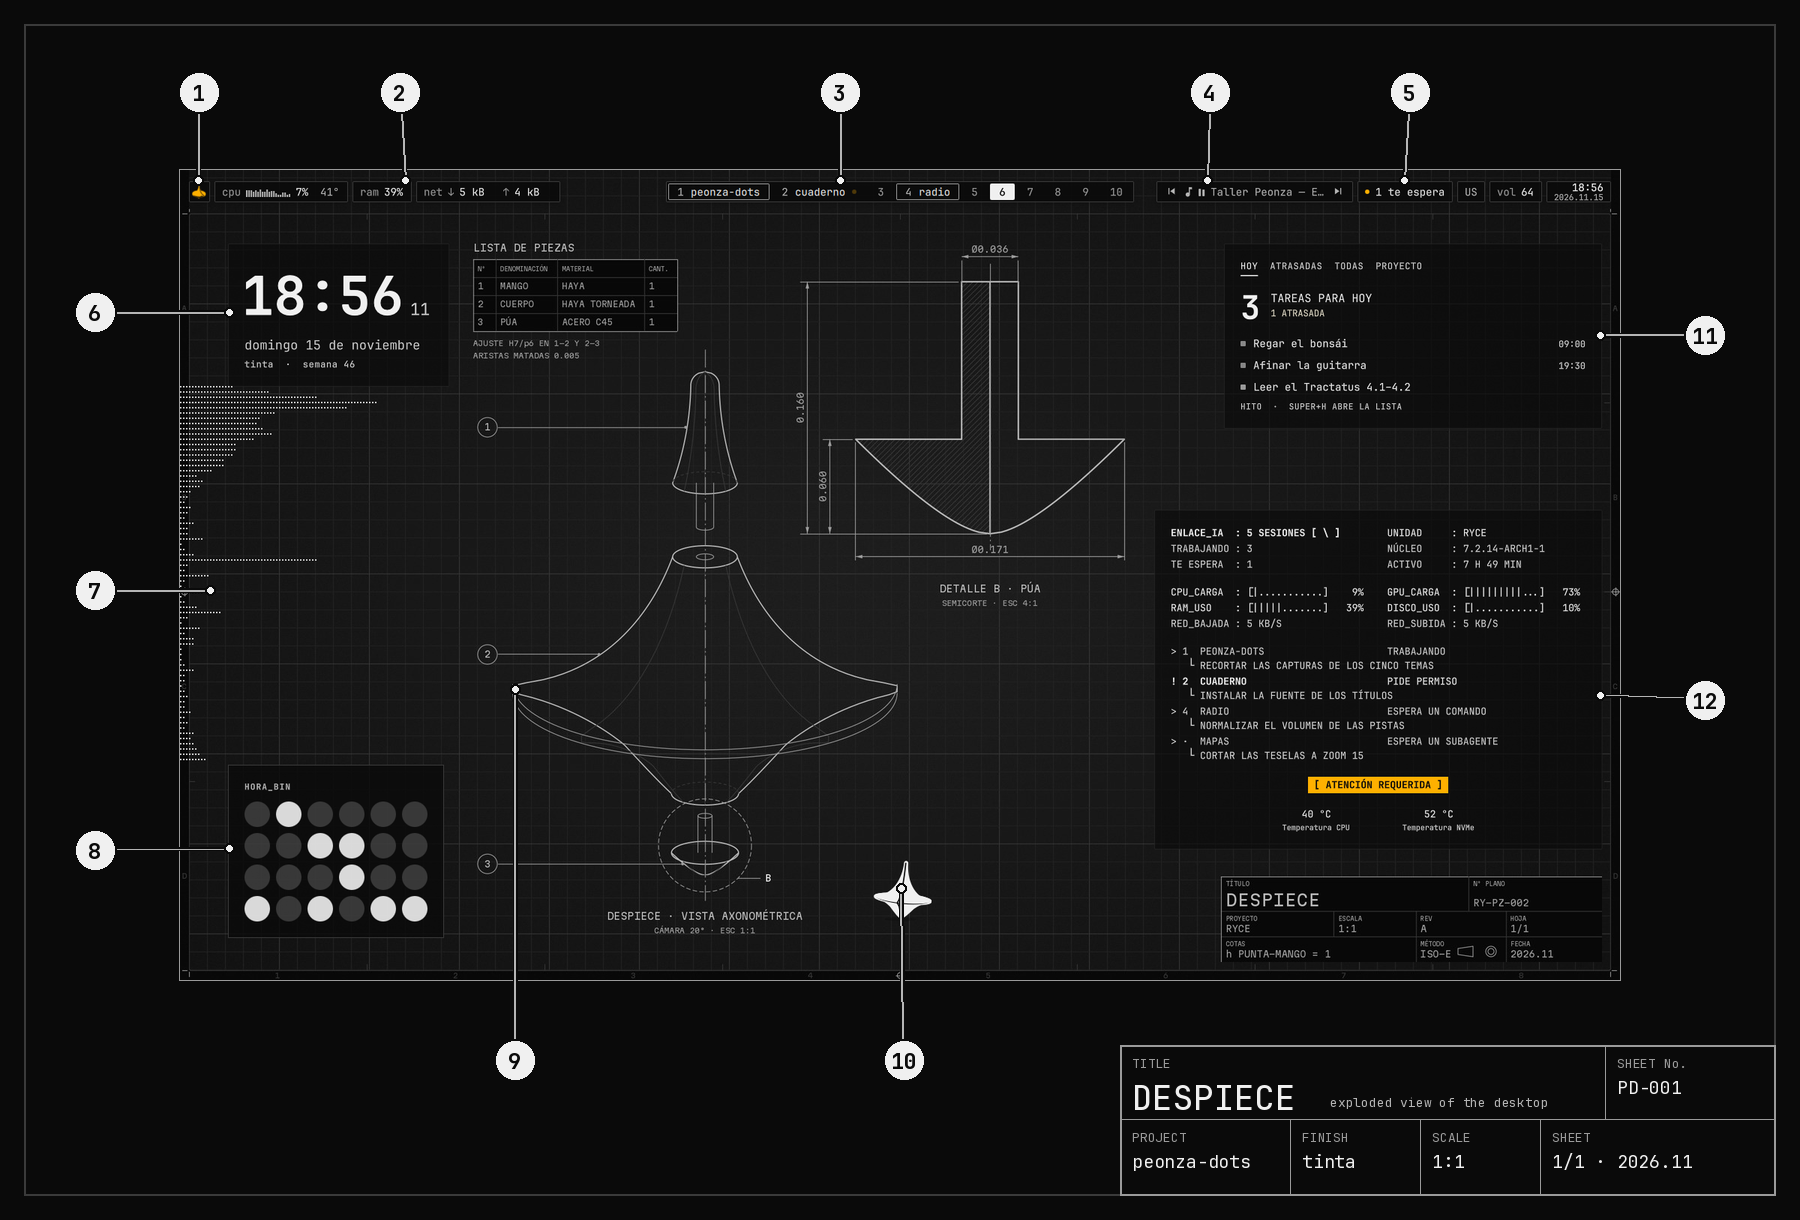 1
2
3
4
5
cpu 7% 41°
ram 39%
net ↓ 5 kB ↑ 4 kB
1 peonza-dots
2 cuaderno
3
4 radio
5
6
7
8
9
10
Taller Peonza — E…
1 te espera
US
vol 64
18:56
2026.11.15
18:56 11
domingo 15 de noviembre
tinta · semana 46
LISTA DE PIEZAS
Nº DENOMINACIÓN MATERIAL CANT.
1 MANGO HAYA 1
2 CUERPO HAYA TORNEADA 1
3 PÚA ACERO C45 1
AJUSTE H7/p6 EN 1-2 Y 2-3
ARISTAS MATADAS 0.005
Ø0.036
0.160
0.060
Ø0.171
DETALLE B · PÚA
SEMICORTE · ESC 4:1
HOY ATRASADAS TODAS PROYECTO
3 TAREAS PARA HOY
1 ATRASADA
Regar el bonsái 09:00
Afinar la guitarra 19:30
Leer el Tractatus 4.1–4.2
HITO · SUPER+H ABRE LA LISTA
6
11
1
2
3
B
DESPIECE · VISTA AXONOMÉTRICA
CÁMARA 20° · ESC 1:1
7
ENLACE_IA : 5 SESIONES [ \ ] UNIDAD : RYCE
TRABAJANDO : 3 NÚCLEO : 7.2.14-ARCH1-1
TE ESPERA : 1 ACTIVO : 7 H 49 MIN
CPU_CARGA : [|...........] 9% GPU_CARGA : [|||||||||...] 73%
RAM_USO : [|||||.......] 39% DISCO_USO : [|...........] 10%
RED_BAJADA : 5 KB/S RED_SUBIDA : 5 KB/S
> 1 PEONZA-DOTS TRABAJANDO
└ RECORTAR LAS CAPTURAS DE LOS CINCO TEMAS
! 2 CUADERNO PIDE PERMISO
└ INSTALAR LA FUENTE DE LOS TÍTULOS
> 4 RADIO ESPERA UN COMANDO
└ NORMALIZAR EL VOLUMEN DE LAS PISTAS
> · MAPAS ESPERA UN SUBAGENTE
└ CORTAR LAS TESELAS A ZOOM 15
[ ATENCIÓN REQUERIDA ]
40 °C 52 °C
Temperatura CPU Temperatura NVMe
12
8
HORA_BIN
TÍTULO
DESPIECE
Nº PLANO
RY-PZ-002
PROYECTO
RYCE
ESCALA
1:1
REV
A
HOJA
1/1
COTAS
h PUNTA-MANGO = 1
MÉTODO
ISO-E
FECHA
2026.11
A
B
C
D
A
D
1 2 3 4 5 6 7 8
9
10
TITLE
DESPIECE exploded view of the desktop
SHEET No.
PD-001
PROJECT
peonza-dots
FINISH
tinta
SCALE
1:1
SHEET
1/1 · 2026.11